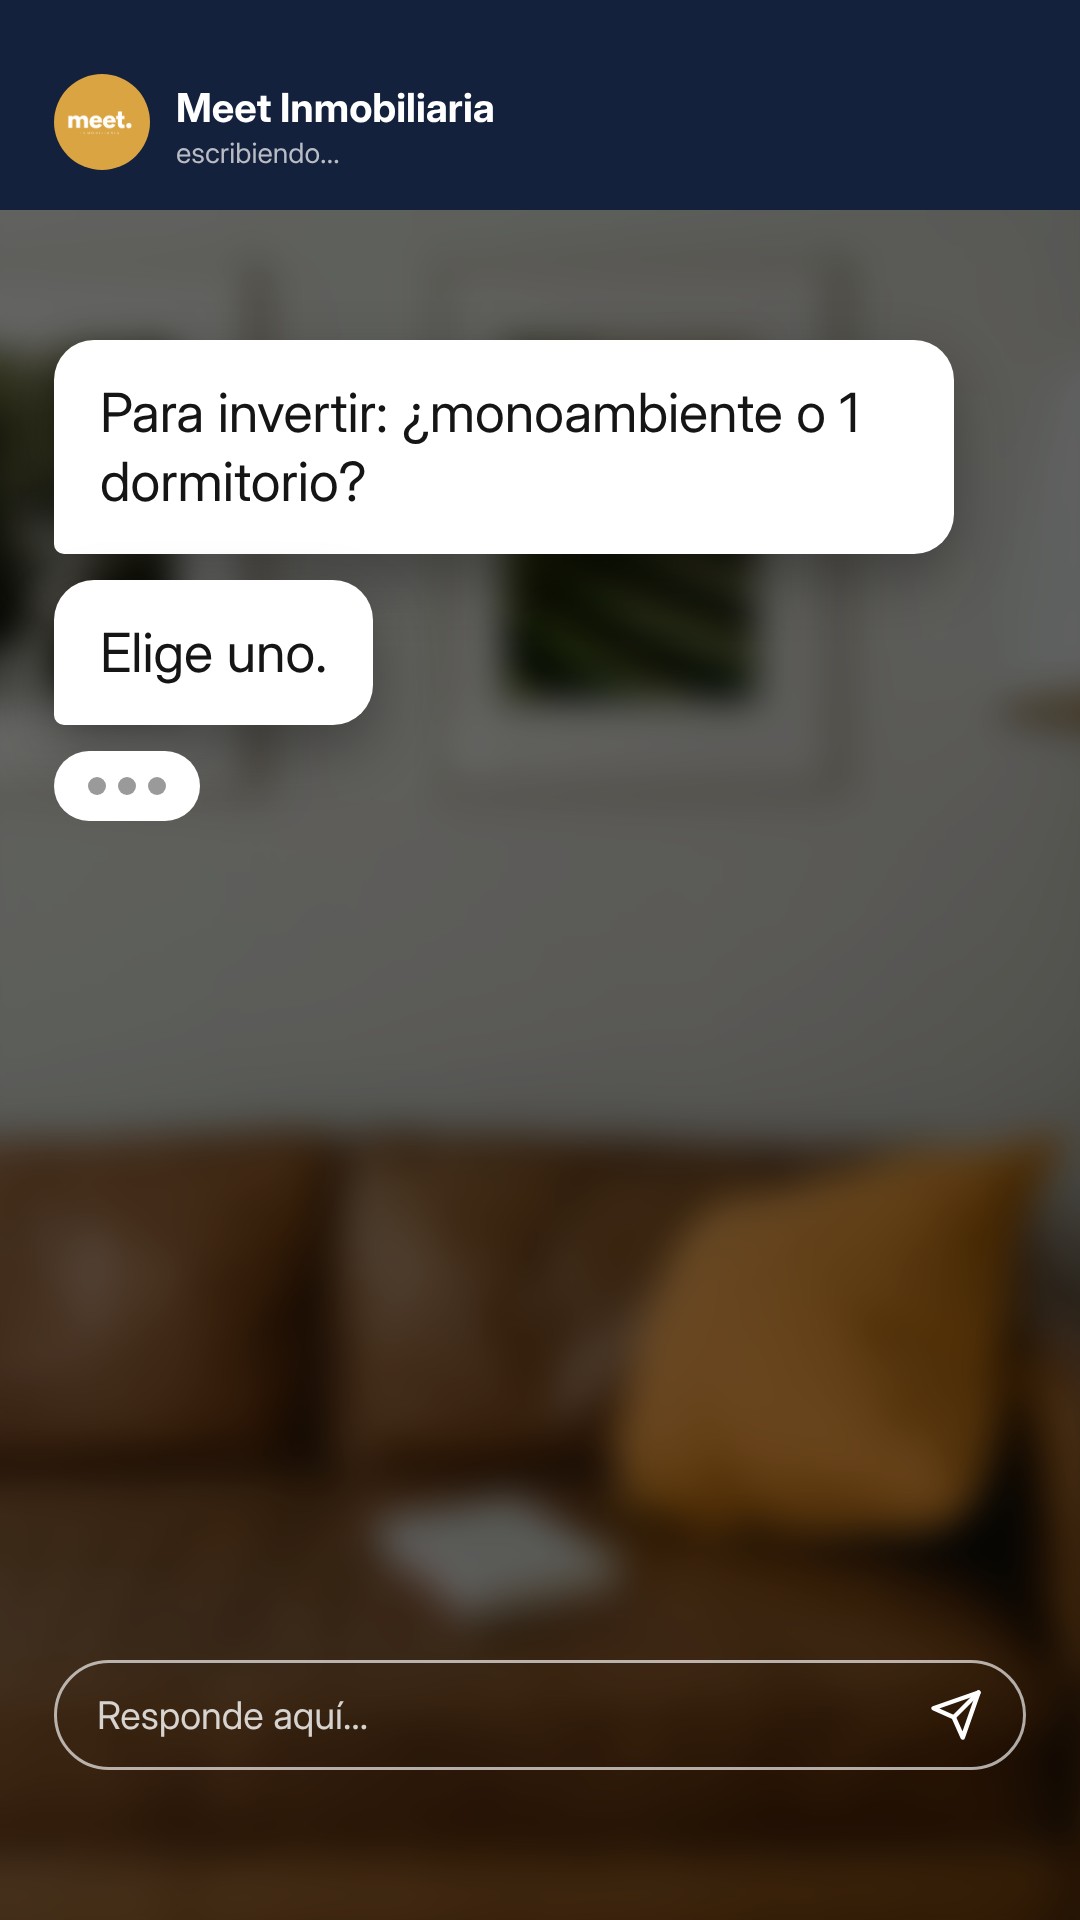 meet.
Meet Inmobiliaria
escribiendo...
Para invertir: ¿monoambiente o 1
dormitorio?
Elige uno.
Responde aquí...